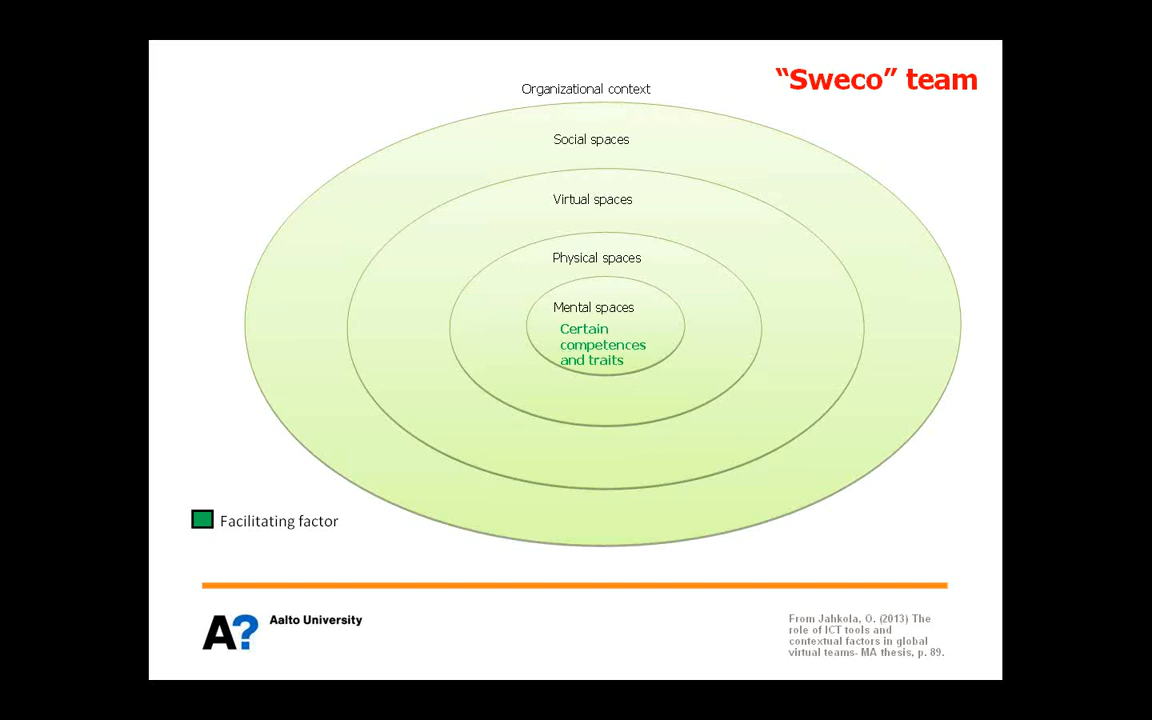 “Sweco” team
Organizational context
Social spaces
Virtual spaces
Physical spaces
Mental spaces
Certain
competences
and traits
Facilitating factor
A?
Aalto University
From Jahkola, O. (2013) The
role of ICT tools and
contextual factors in global
virtual teams- MA thesis, p. 89.